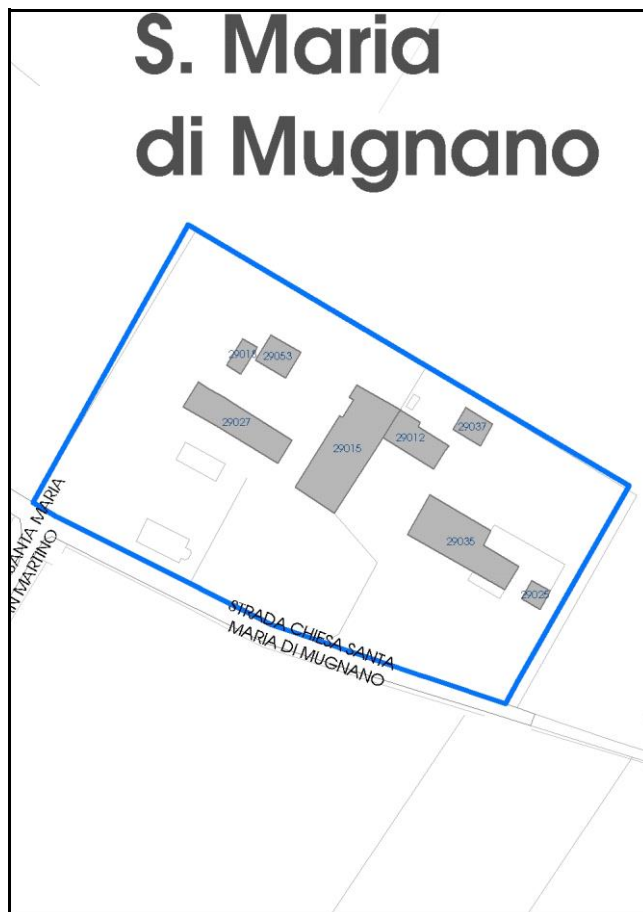 S. Maria
di Mugnano
29053
29027
29015
29012
29037
29035
SANTA MARIA
IN MARTINO
STRADA CHIESA SANTA
MARIA DI MUGNANO